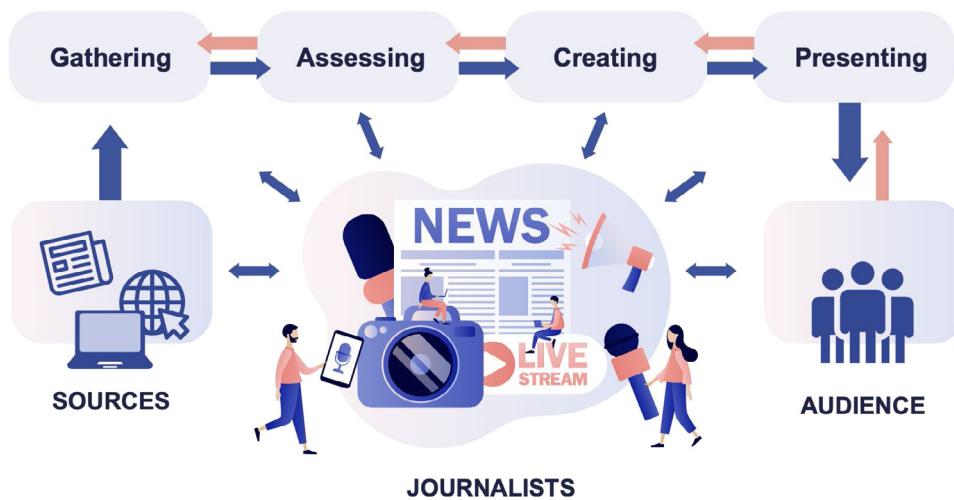 Gathering
Assessing
Creating
Presenting
NEWS
LIVE
STREAM
SOURCES
AUDIENCE
JOURNALISTS